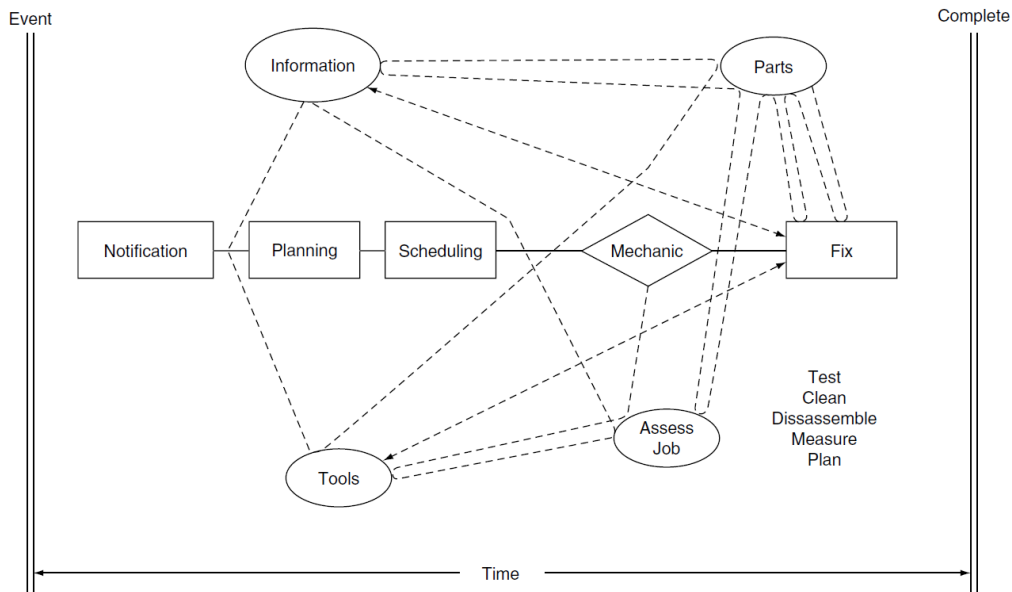 Event
Complete
Information
Parts
Notification
Planning
Scheduling
Mechanic
Fix
Test
Clean
Dissassemble
Measure
Plan
Assess
Job
Tools
Time